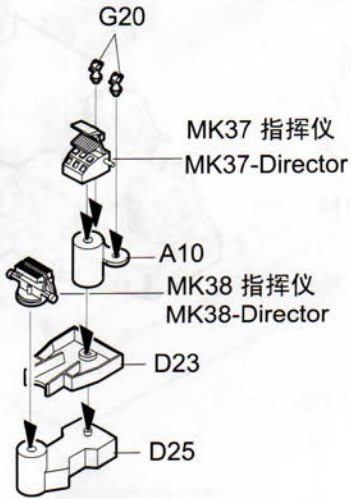 G20
MK37 指挥仪
MK37-Director
A10
MK38 指挥仪
MK38-Director
D23
D25